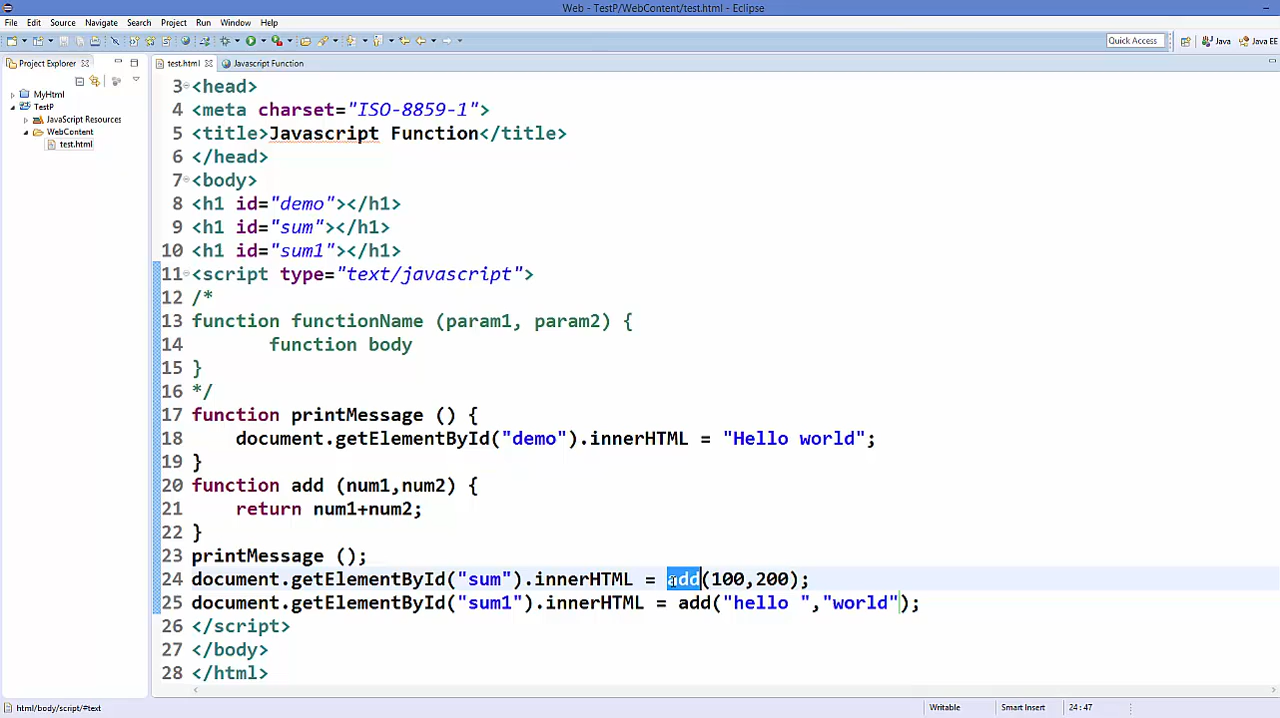 Web - TestP/WebContent/test.html - Eclipse
File Edit Source Navigate Search Project Run Window Help
Quick Access Java Java EE
Project Explorer test.html Javascript Function
MyHtml
TestP
JavaScript Resources
WebContent
test.html
3 <head>
4 <meta charset="ISO-8859-1">
5 <title>Javascript Function</title>
6 </head>
7 <body>
8 <h1 id="demo"></h1>
9 <h1 id="sum"></h1>
10 <h1 id="sum1"></h1>
11 <script type="text/javascript">
12 /*
13 function functionName (param1, param2) {
14 function body
15 }
16 */
17 function printMessage () {
18 document.getElementById("demo").innerHTML = "Hello world";
19 }
20 function add (num1,num2) {
21 return num1+num2;
22 }
23 printMessage ();
24 document.getElementById("sum").innerHTML = add(100,200);
25 document.getElementById("sum1").innerHTML = add("hello ","world");
26 </script>
27 </body>
28 </html>
html/body/script/#text Writable Smart Insert 24:47